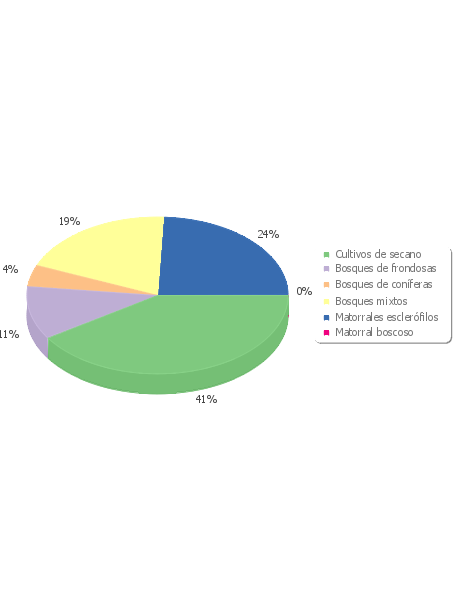 19%
24%
4%
0%
11%
41%
Cultivos de secano
Bosques de frondosas
Bosques de coníferas
Bosques mixtos
Matorrales esclerófilos
Matorral boscoso